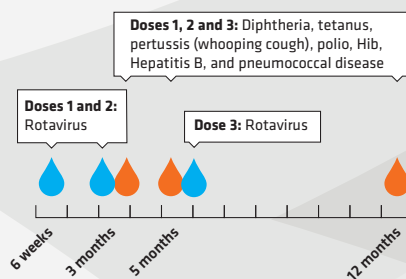 Doses 1, 2 and 3: Diphtheria, tetanus,
pertussis (whooping cough), polio, Hib,
Hepatitis B, and pneumococcal disease
Doses 1 and 2:
Rotavirus
Dose 3: Rotavirus
6 weeks
3 months
5 months
12 months